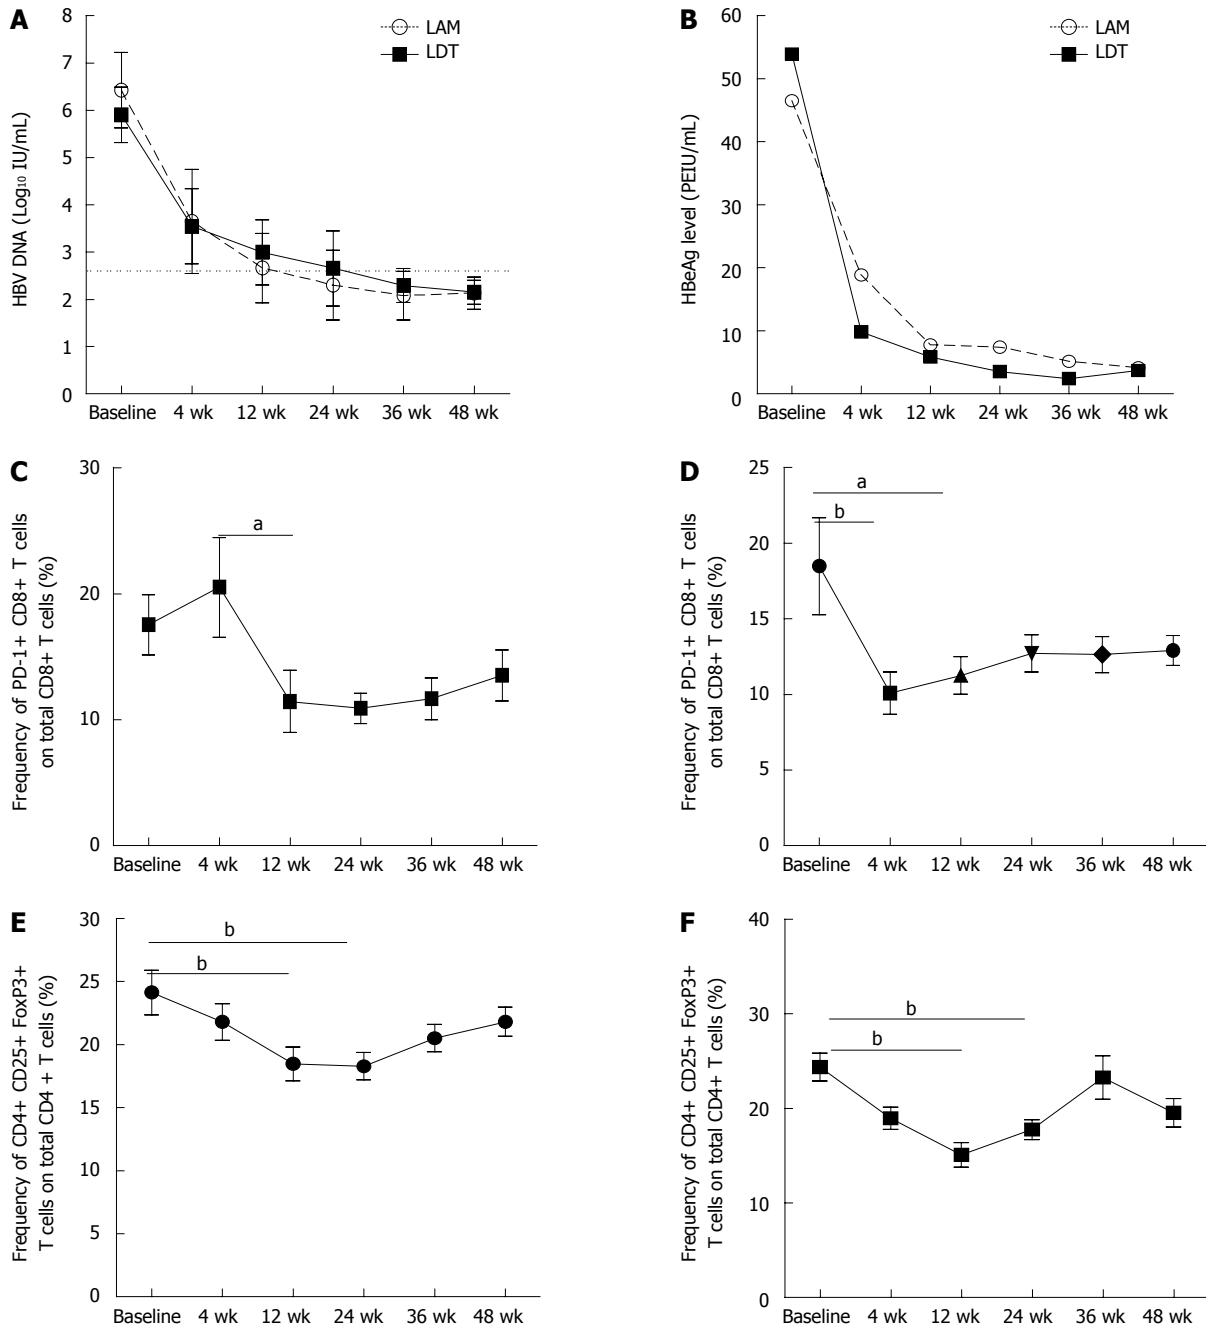 A
8
7
6
5
4
3
2
1
0
HBV DNA (Log₁₀ IU/mL)
LAM
LDT
Baseline 4 wk 12 wk 24 wk 36 wk 48 wk
B
60
50
40
30
20
10
0
HBeAg level (PEIU/mL)
LAM
LDT
Baseline 4 wk 12 wk 24 wk 36 wk 48 wk
C
30
20
10
0
Frequency of PD-1+ CD8+ T cells
on total CD8+ T cells (%)
a
Baseline 4 wk 12 wk 24 wk 36 wk 48 wk
D
25
20
15
10
5
0
Frequency of PD-1+ CD8+ T cells
on total CD8+ T cells (%)
a
b
Baseline 4 wk 12 wk 24 wk 36 wk 48 wk
E
30
25
20
15
10
5
0
Frequency of CD4+ CD25+ FoxP3+
T cells on total CD4 + T cells (%)
b
b
Baseline 4 wk 12 wk 24 wk 36 wk 48 wk
F
40
30
20
10
0
Frequency of CD4+ CD25+ FoxP3+
T cells on total CD4+ T cells (%)
b
b
Baseline 4 wk 12 wk 24 wk 36 wk 48 wk